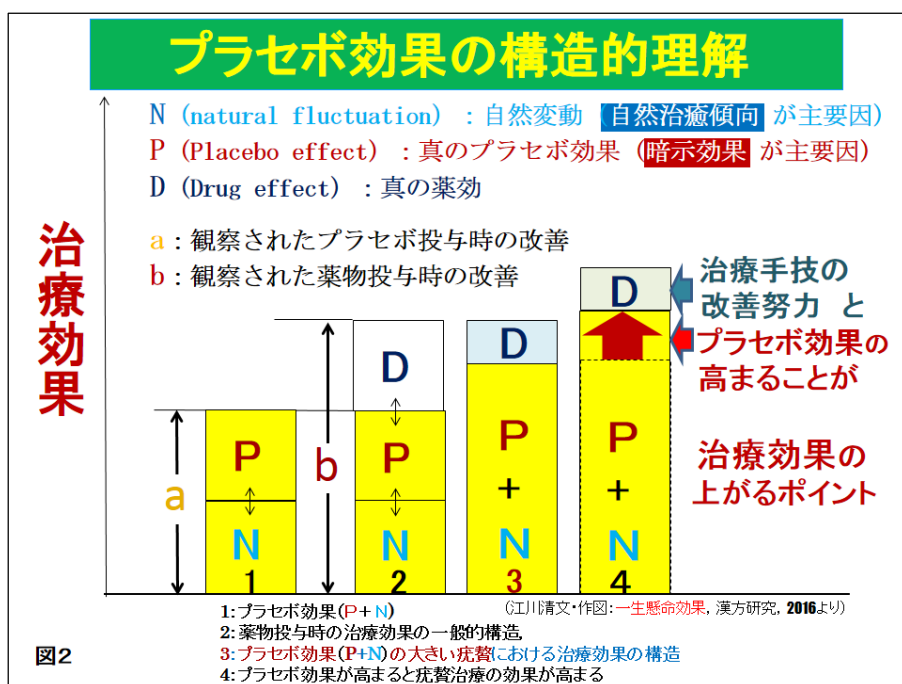 プラセボ効果の構造的理解
N (natural fluctuation) : 自然変動 (自然治癒傾向 が主要因)
P (Placebo effect) : 真のプラセボ効果 (暗示効果 が主要因)
D (Drug effect) : 真の薬効
a : 観察されたプラセボ投与時の改善
b : 観察された薬物投与時の改善
治療効果
a
P
N
1
b
D
P
N
2
D
P
+
N
3
D
P
+
N
4
治療手技の
改善努力 と
プラセボ効果の
高まることが
治療効果の
上がるポイント
(江川清文・作図:一生懸命効果, 漢方研究, 2016より)
1:プラセボ効果(P+N)
2:薬物投与時の治療効果の一般的構造,
3:プラセボ効果(P+N)の大きい疣贅における治療効果の構造
4:プラセボ効果が高まると疣贅治療の効果が高まる
図2